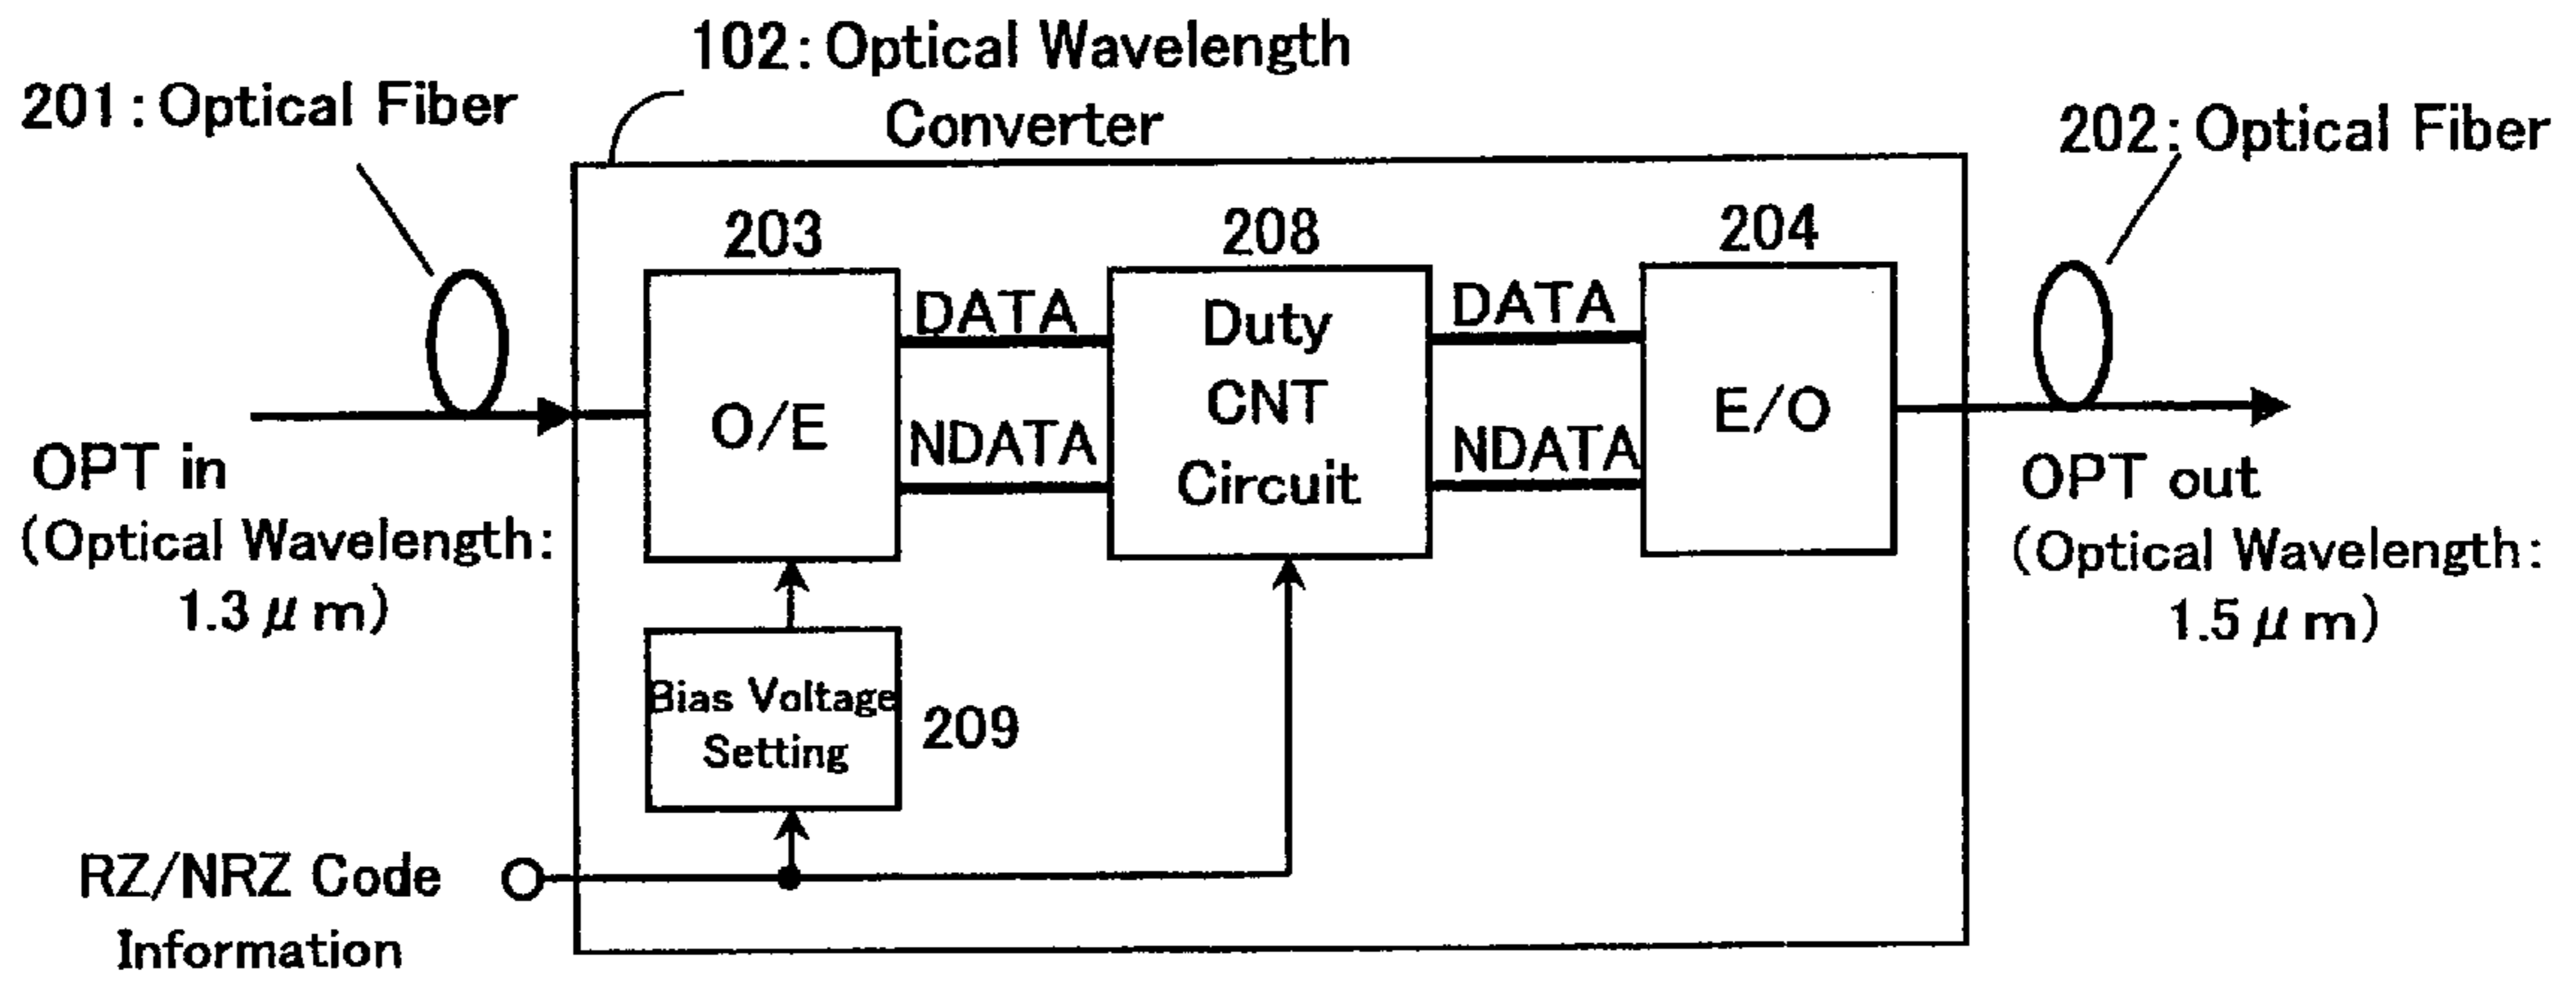 102: Optical Wavelength
Converter
201: Optical Fiber
202: Optical Fiber
203
208
204
DATA
DATA
Duty
CNT
Circuit
O/E
E/O
NDATA
NDATA
OPT in
(Optical Wavelength:
1.3 μm)
OPT out
(Optical Wavelength:
1.5 μm)
Bias Voltage
Setting
209
RZ/NRZ Code
Information